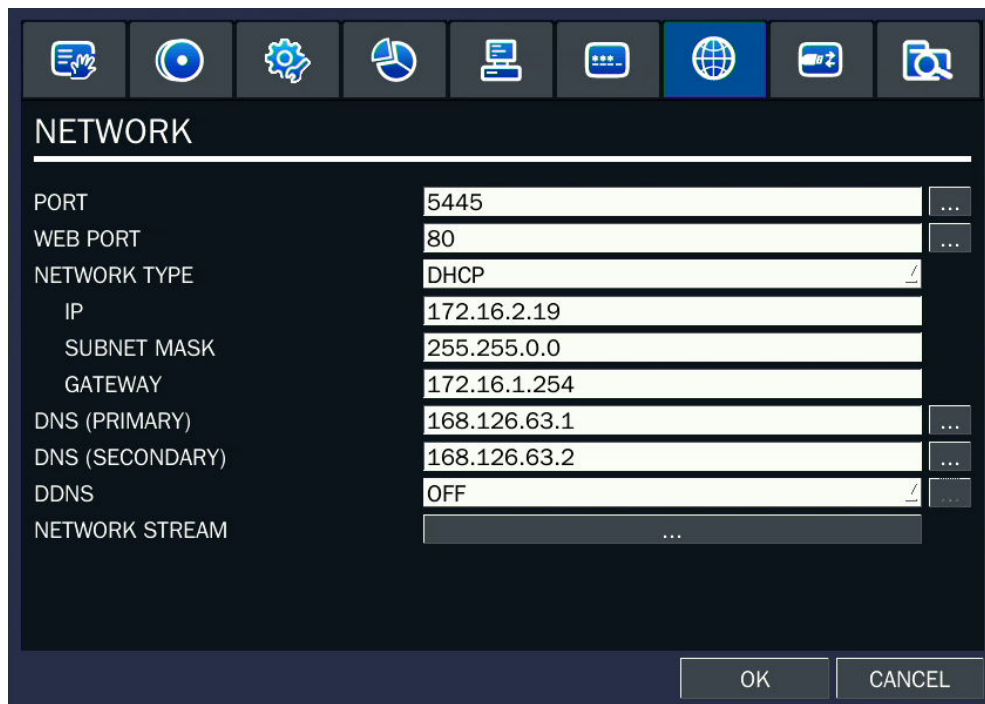 NETWORK
PORT 5445 ...
WEB PORT 80 ...
NETWORK TYPE DHCP
IP 172.16.2.19
SUBNET MASK 255.255.0.0
GATEWAY 172.16.1.254
DNS (PRIMARY) 168.126.63.1 ...
DNS (SECONDARY) 168.126.63.2 ...
DDNS OFF ...
NETWORK STREAM ...
OK CANCEL